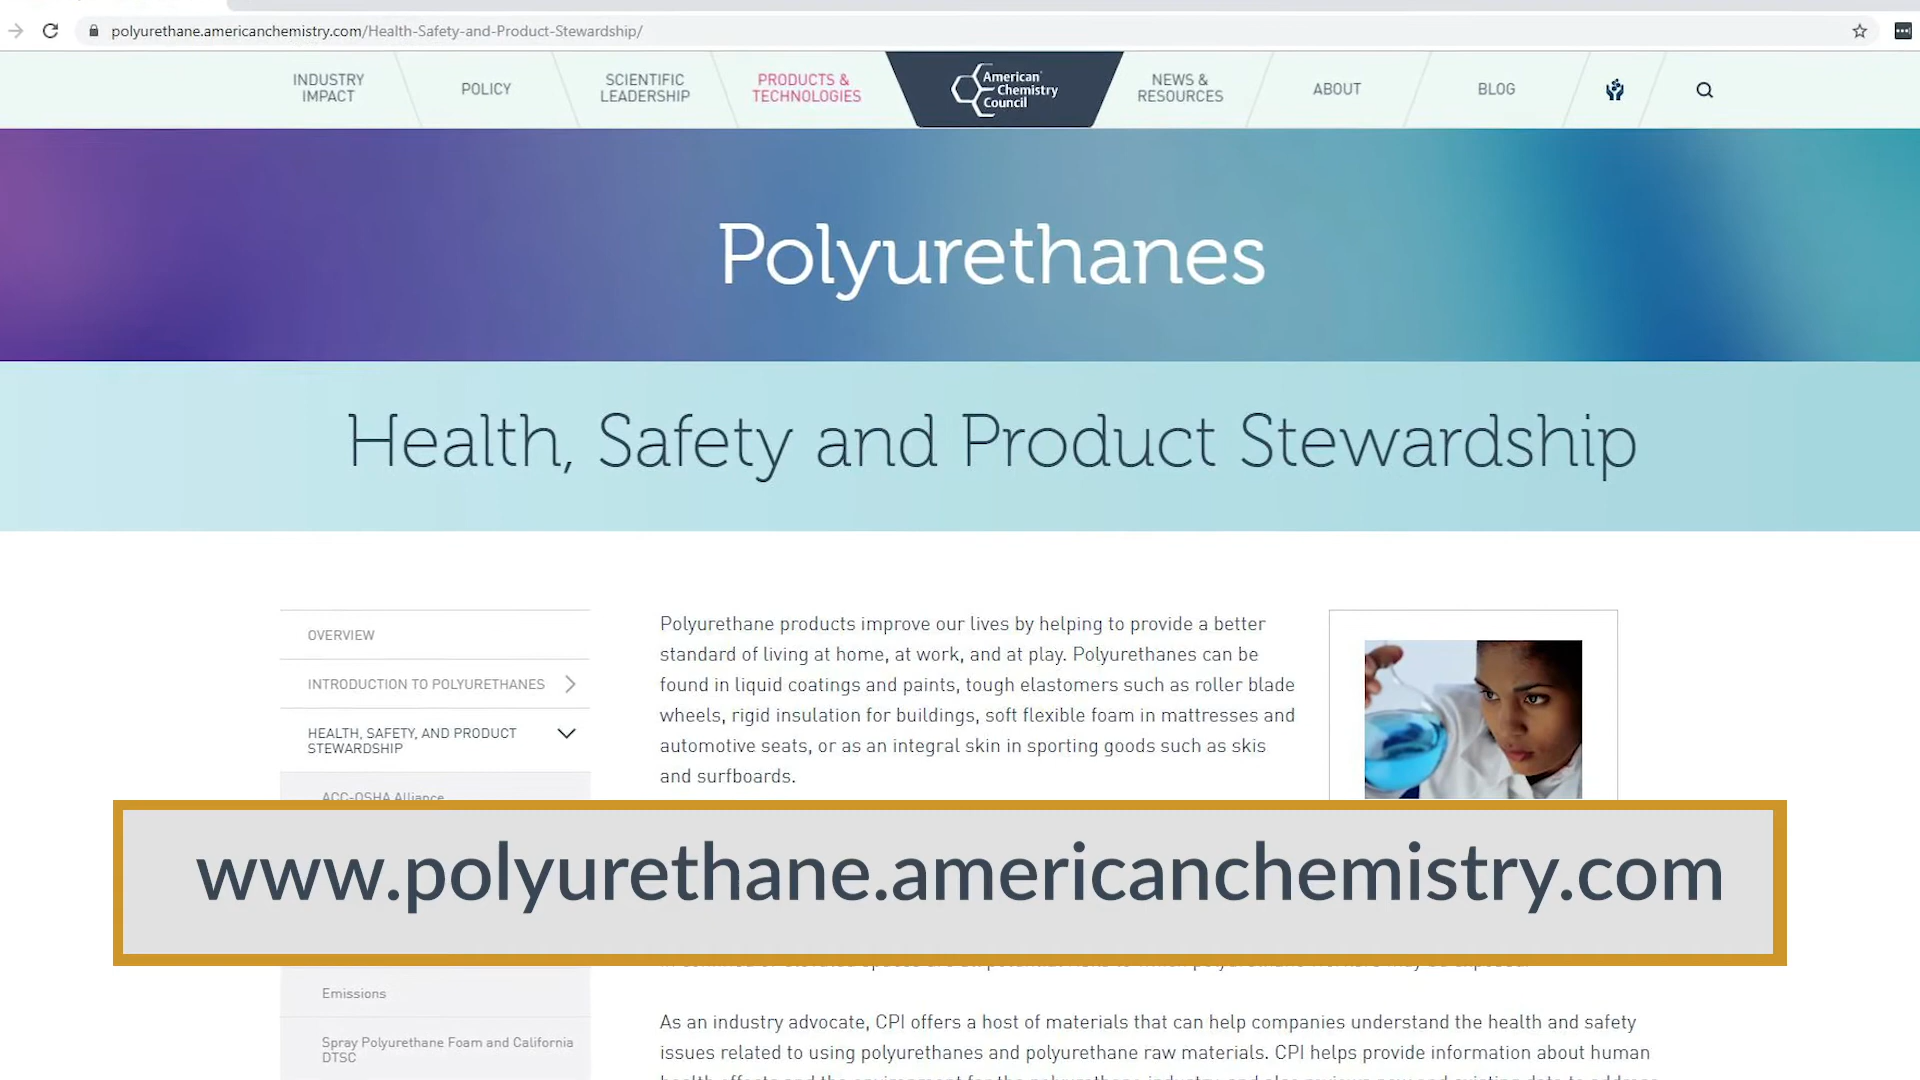 polyurethane.americanchemistry.com/Health-Safety-and-Product-Stewardship/
INDUSTRY
IMPACT
POLICY
SCIENTIFIC
LEADERSHIP
PRODUCTS &
TECHNOLOGIES
American
Chemistry
Council
NEWS &
RESOURCES
ABOUT
BLOG
Polyurethanes
Health, Safety and Product Stewardship
OVERVIEW
INTRODUCTION TO POLYURETHANES
HEALTH, SAFETY, AND PRODUCT
STEWARDSHIP
ACC-OSHA Alliance
Polyurethane products improve our lives by helping to provide a better
standard of living at home, at work, and at play. Polyurethanes can be
found in liquid coatings and paints, tough elastomers such as roller blade
wheels, rigid insulation for buildings, soft flexible foam in mattresses and
automotive seats, or as an integral skin in sporting goods such as skis
and surfboards.
www.polyurethane.americanchemistry.com
Emissions
Spray Polyurethane Foam and California
DTSC
As an industry advocate, CPI offers a host of materials that can help companies understand the health and safety
issues related to using polyurethanes and polyurethane raw materials. CPI helps provide information about human